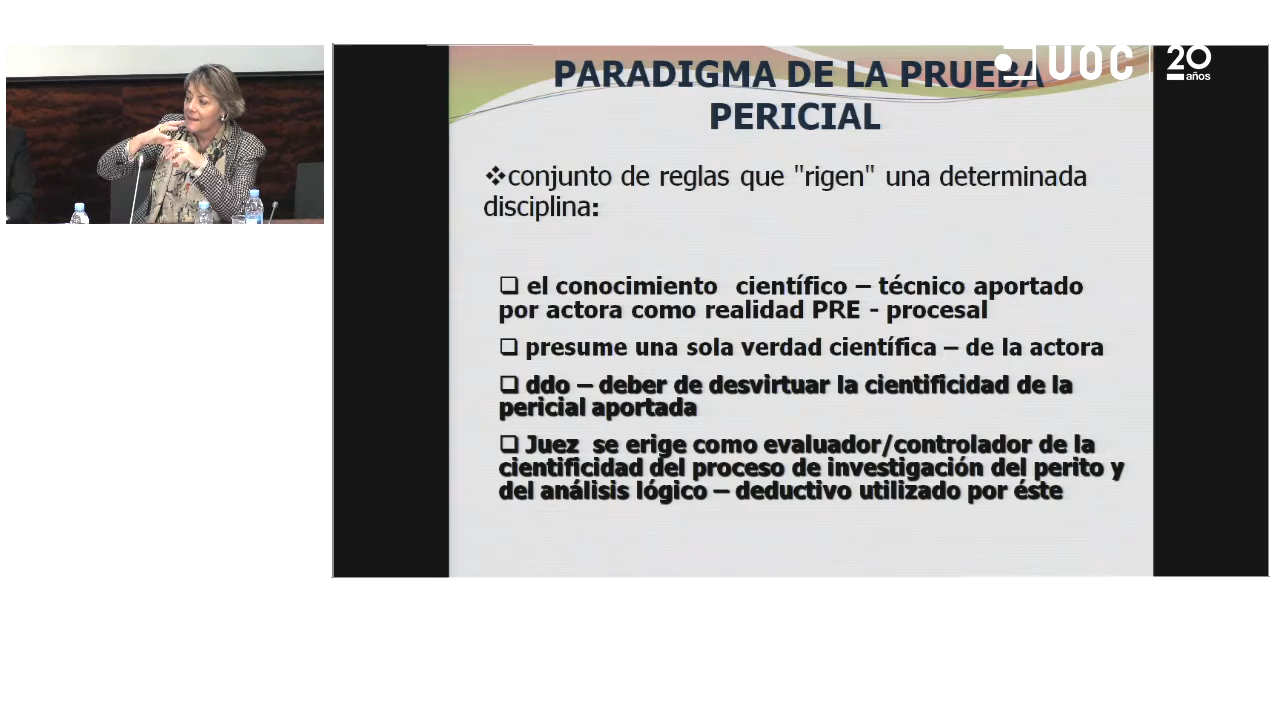 UOC
20
años
PARADIGMA DE LA PRUEBA
PERICIAL
❖conjunto de reglas que "rigen" una determinada
disciplina:
❑ el conocimiento científico – técnico aportado
por actora como realidad PRE - procesal
❑ presume una sola verdad científica – de la actora
❑ ddo – deber de desvirtuar la cientificidad de la
pericial aportada
❑ Juez se erige como evaluador/controlador de la
cientificidad del proceso de investigación del perito y
del análisis lógico – deductivo utilizado por éste